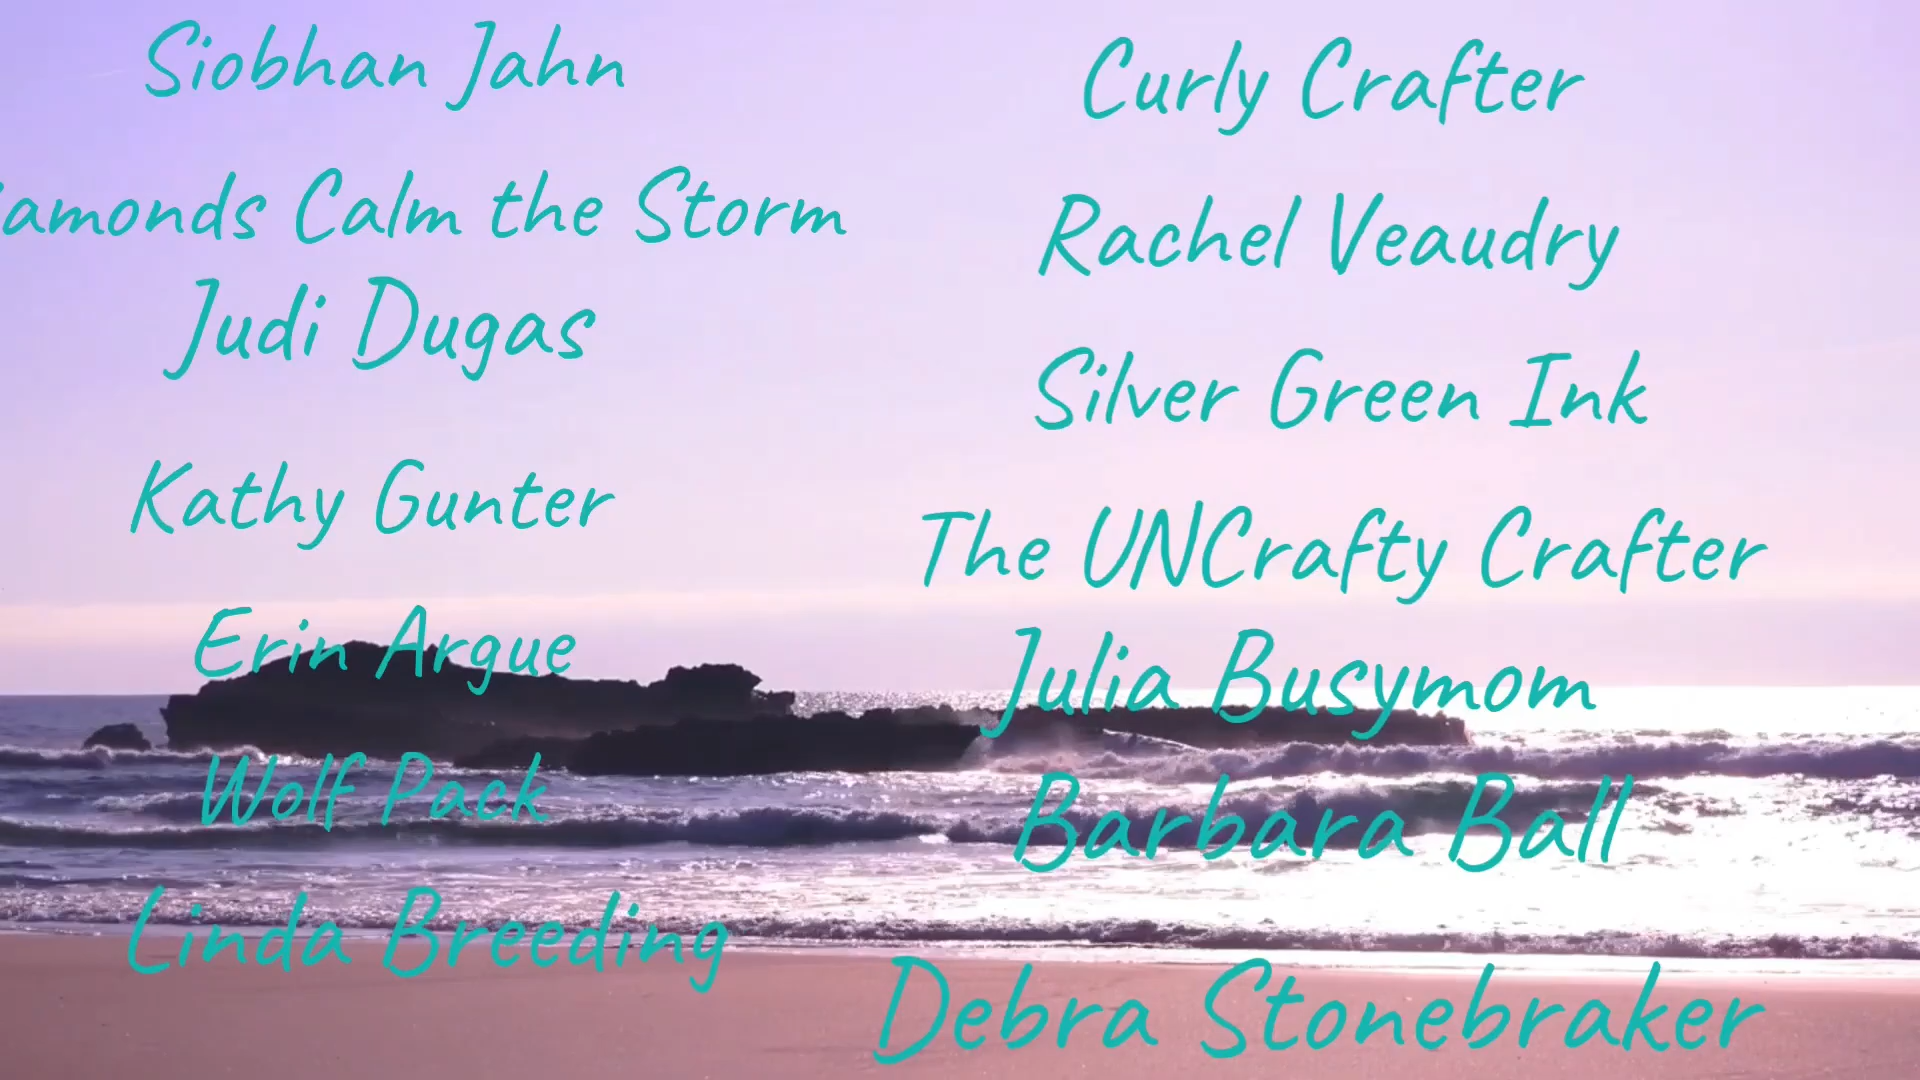 Siobhan Jahn
iamonds Calm the Storm
Judi Dugas
Kathy Gunter
Erin Argue
Wolf Pack
Linda Breeding
Curly Crafter
Rachel Veaudry
Silver Green Ink
The UNCrafty Crafter
Julia Busymom
Barbara Ball
Debra Stonebraker